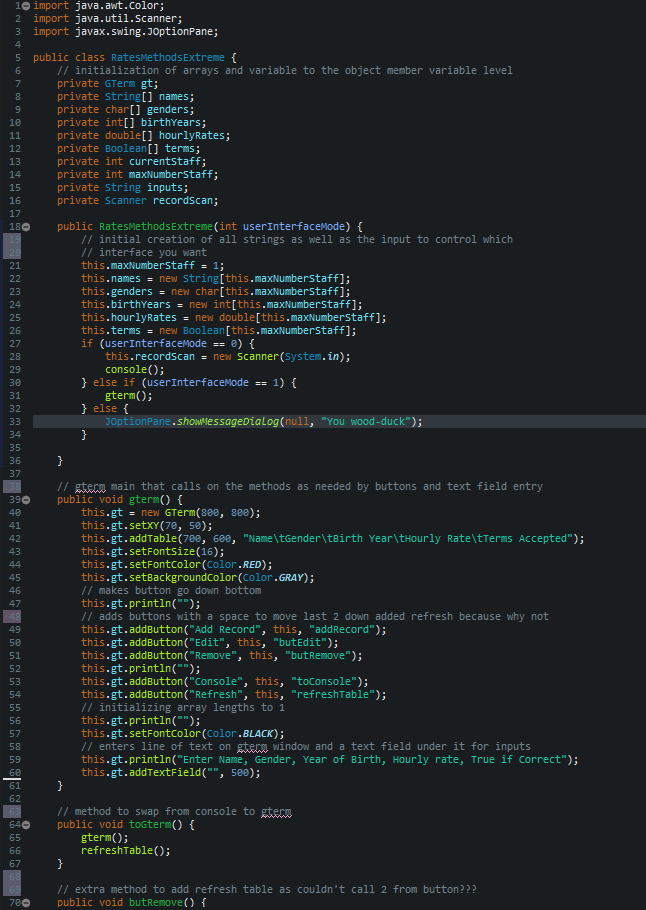 1 import java.awt.Color;
2 import java.util.Scanner;
3 import javax.swing.JOptionPane;
4
5 public class RatesMethodsExtreme {
6     // initialization of arrays and variable to the object member variable level
7     private GTerm gt;
8     private String[] names;
9     private char[] genders;
10     private int[] birthYears;
11     private double[] hourlyRates;
12     private Boolean[] terms;
13     private int currentStaff;
14     private int maxNumberStaff;
15     private String inputs;
16     private Scanner recordScan;
17
18     public RatesMethodsExtreme(int userInterfaceMode) {
19         // initial creation of all strings as well as the input to control which
20         // interface you want
21         this.maxNumberStaff = 1;
22         this.names = new String[this.maxNumberStaff];
23         this.genders = new char[this.maxNumberStaff];
24         this.birthYears = new int[this.maxNumberStaff];
25         this.hourlyRates = new double[this.maxNumberStaff];
26         this.terms = new Boolean[this.maxNumberStaff];
27         if (userInterfaceMode == 0) {
28             this.recordScan = new Scanner(System.in);
29             console();
30         } else if (userInterfaceMode == 1) {
31             gterm();
32         } else {
33             JOptionPane.showMessageDialog(null, "You wood-duck");
34         }
35
36     }
37
38     // gterm main that calls on the methods as needed by buttons and text field entry
39     public void gterm() {
40         this.gt = new GTerm(800, 800);
41         this.gt.setXY(70, 50);
42         this.gt.addTable(700, 600, "Name\tGender\tBirth Year\tHourly Rate\tTerms Accepted");
43         this.gt.setFontSize(16);
44         this.gt.setFontColor(Color.RED);
45         this.gt.setBackgroundColor(Color.GRAY);
46         // makes button go down bottom
47         this.gt.println("");
48         // adds buttons with a space to move last 2 down added refresh because why not
49         this.gt.addButton("Add Record", this, "addRecord");
50         this.gt.addButton("Edit", this, "butEdit");
51         this.gt.addButton("Remove", this, "butRemove");
52         this.gt.println("");
53         this.gt.addButton("Console", this, "toConsole");
54         this.gt.addButton("Refresh", this, "refreshTable");
55         // initializing array lengths to 1
56         this.gt.println("");
57         this.gt.setFontColor(Color.BLACK);
58         // enters line of text on gterm window and a text field under it for inputs
59         this.gt.println("Enter Name, Gender, Year of Birth, Hourly rate, True if Correct");
60         this.gt.addTextField("", 500);
61     }
62
63     // method to swap from console to gterm
64     public void toGterm() {
65         gterm();
66         refreshTable();
67     }
68
69     // extra method to add refresh table as couldn't call 2 from button???
70     public void butRemove() {